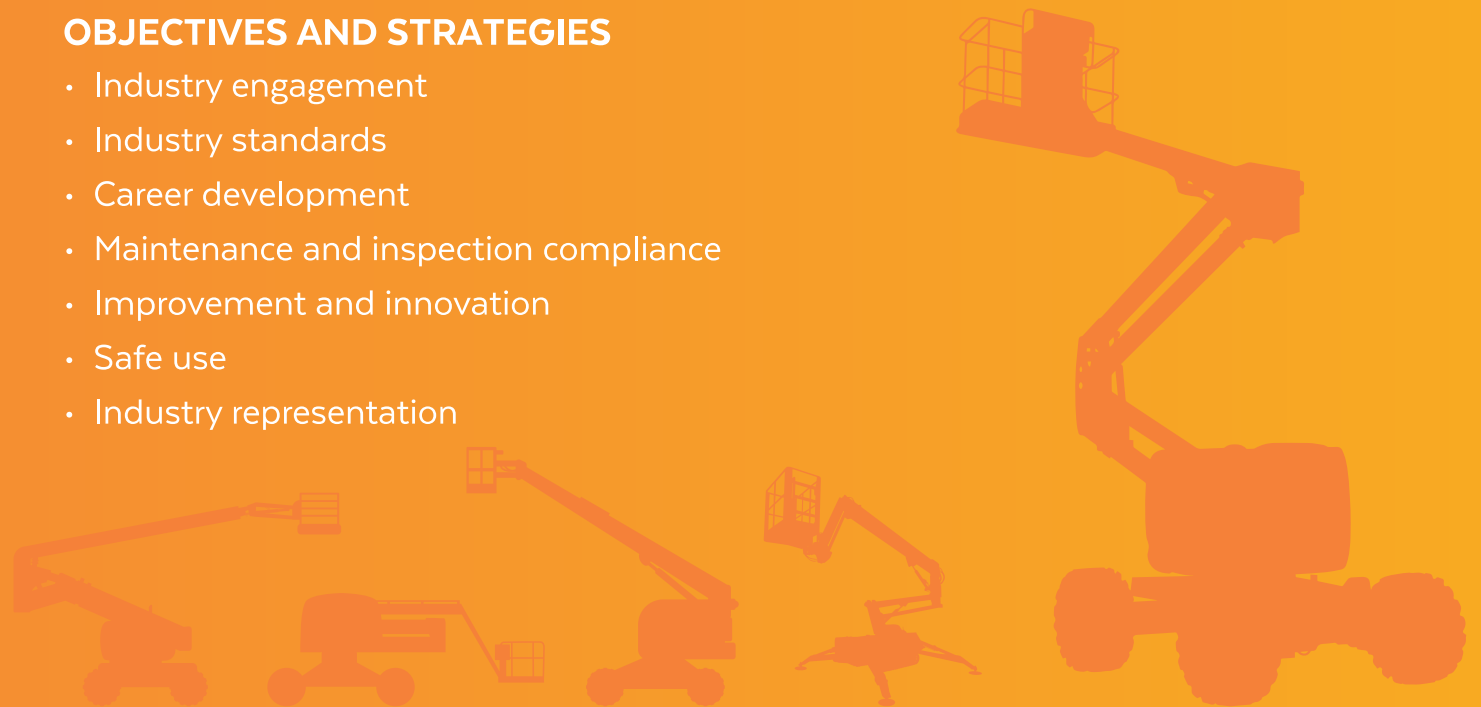 OBJECTIVES AND STRATEGIES
• Industry engagement
• Industry standards
• Career development
• Maintenance and inspection compliance
• Improvement and innovation
• Safe use
• Industry representation